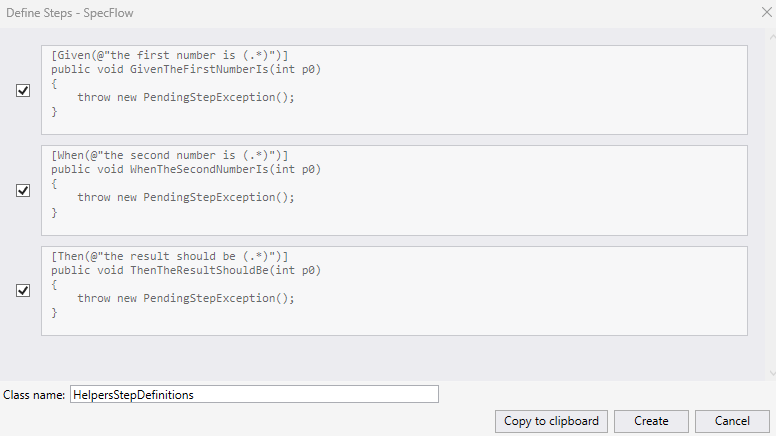 Define Steps - SpecFlow
[Given(@"the first number is (.*)")]
public void GivenTheFirstNumberIs(int p0)
{
    throw new PendingStepException();
}
[When(@"the second number is (.*)")]
public void WhenTheSecondNumberIs(int p0)
{
    throw new PendingStepException();
}
[Then(@"the result should be (.*)")]
public void ThenTheResultShouldBe(int p0)
{
    throw new PendingStepException();
}
Class name: HelpersStepDefinitions
Copy to clipboard Create Cancel